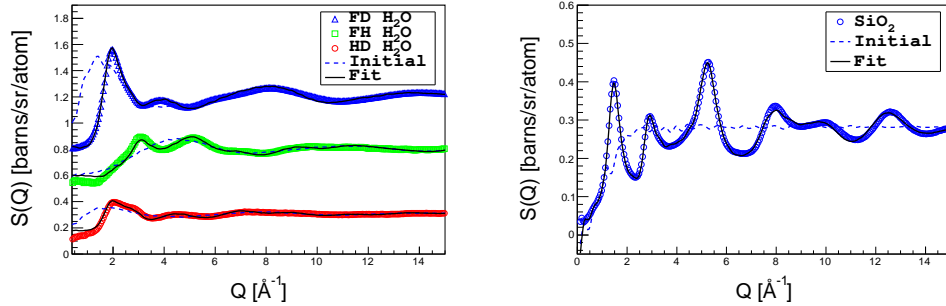 S(Q) [barns/sr/atom]
1.8
1.6
1.4
1.2
1
0.8
0.6
0.4
0.2
0
2 4 6 8 10 12 14
Q [Å⁻¹]
FD H₂O
FH H₂O
HD H₂O
Initial
Fit
S(Q) [barns/sr/atom]
0.6
0.5
0.4
0.3
0.2
0.1
0
0 2 4 6 8 10 12 14
Q [Å⁻¹]
SiO₂
Initial
Fit